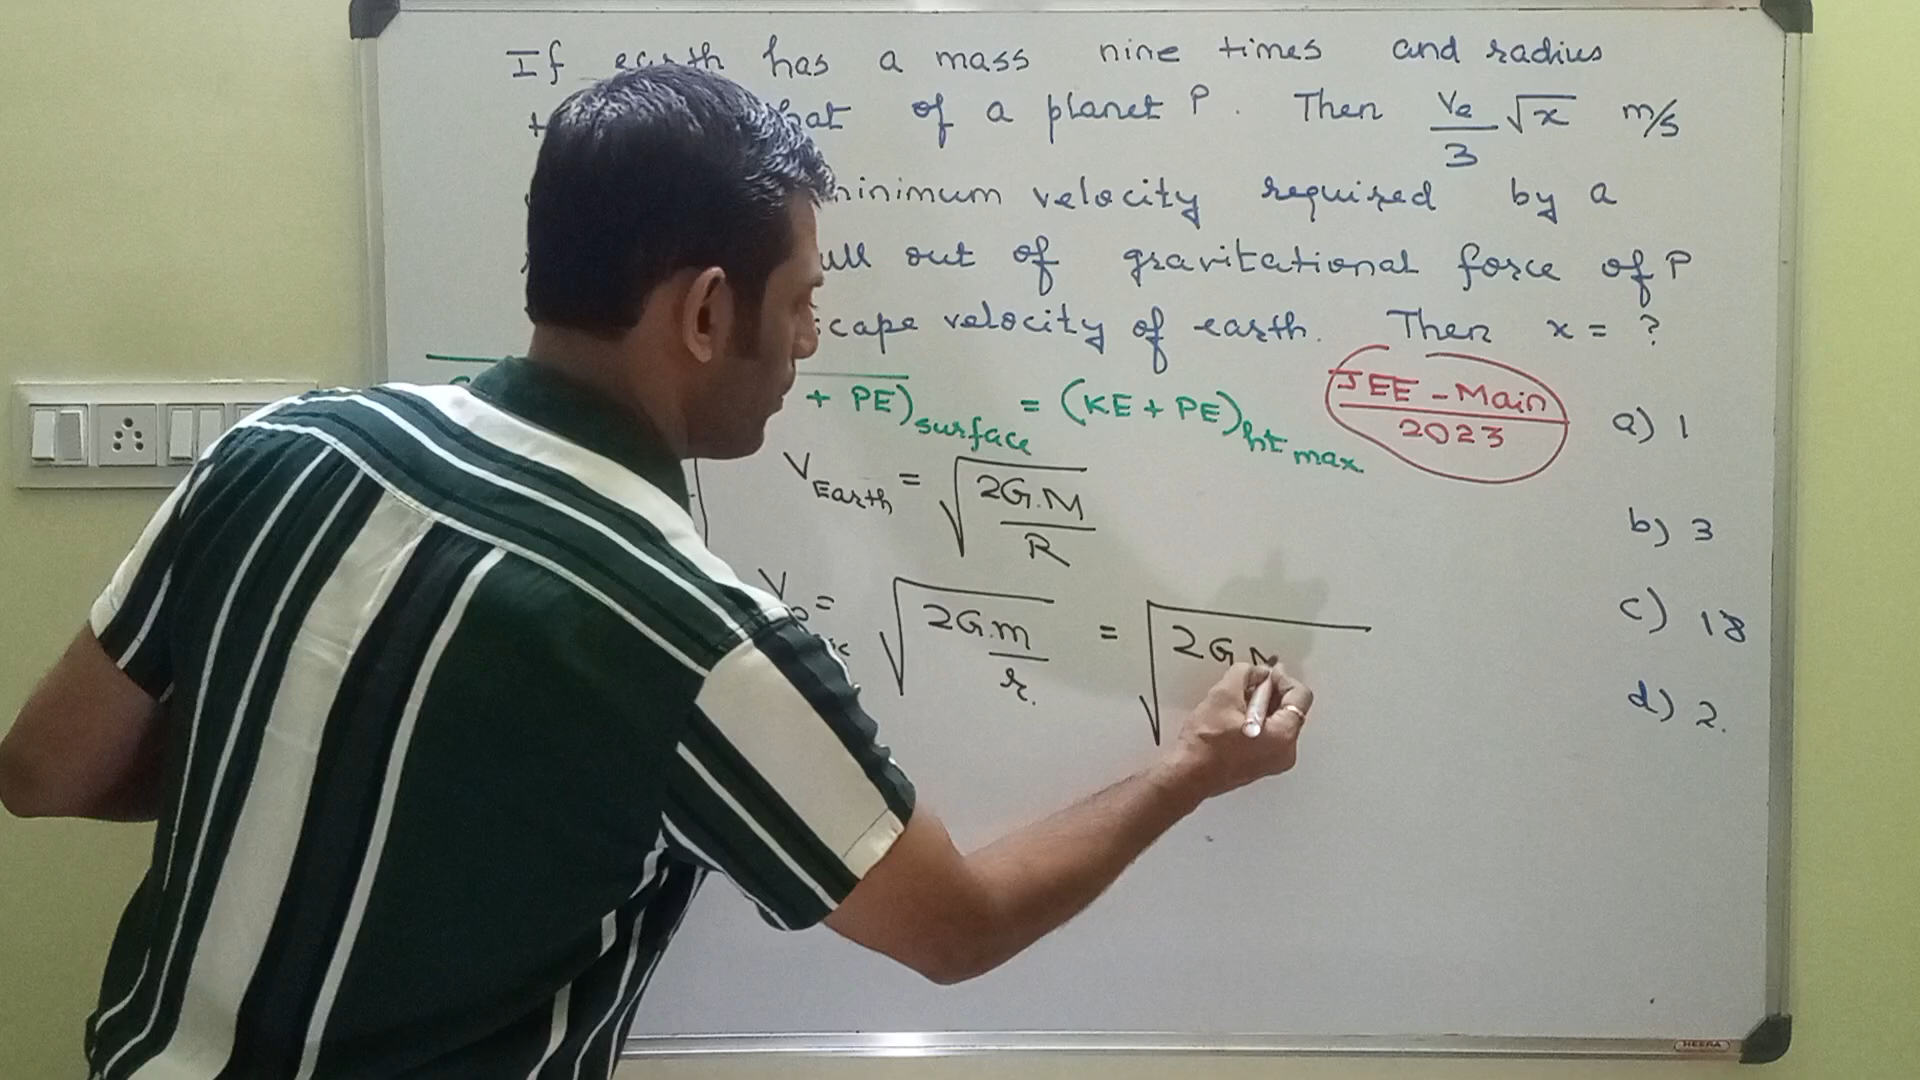 If earth has a mass nine times and radius
of a planet P. Then Ve/3 √x m/s
minimum velocity required by a
out of gravitational force of P
velocity of earth. Then x = ?
+ PE)surface = (KE + PE)ht max
JEE - Main
2023
a) 1
V Earth = √2G.M/R
b) 3
= √2G.m/r = √2G
c) 18
d) 2.
HEERA